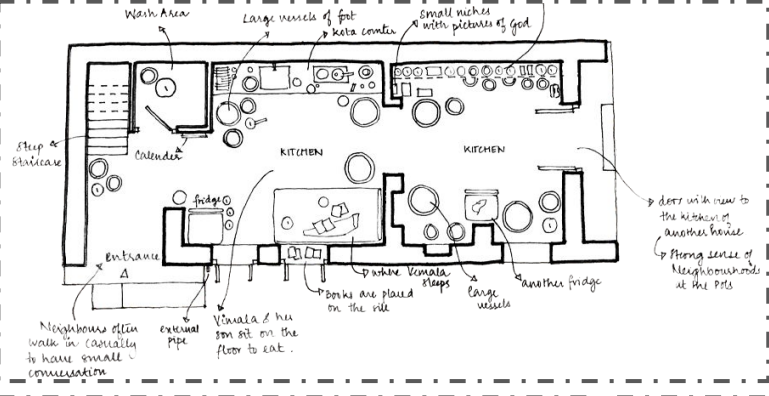 Wash Area
Large vessels of foot
kota counter
Small niches
with pictures of God
Steep
Staircase
Calender
KITCHEN
KITCHEN
fridge
Entrance
door with view to
the kitchen of
another house
Strong sense of
Neighbourhoods
at the Pols
where Vimala
sleeps
another fridge
Large
vessels
Books are placed
on the sill
Vimala & her
son sit on the
floor to eat.
external
pipe
Neighbours often
walk in casually
to have small
conversation